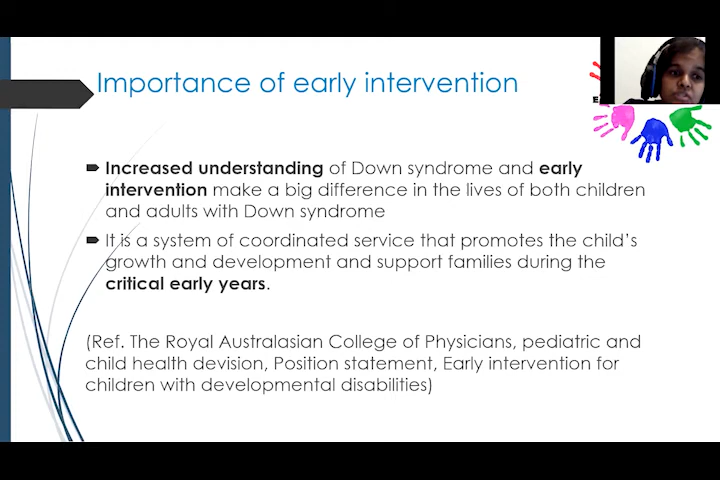 Importance of early intervention
Increased understanding of Down syndrome and early
intervention make a big difference in the lives of both children
and adults with Down syndrome
It is a system of coordinated service that promotes the child's
growth and development and support families during the
critical early years.
(Ref. The Royal Australasian College of Physicians, pediatric and
child health devision, Position statement, Early intervention for
children with developmental disabilities)